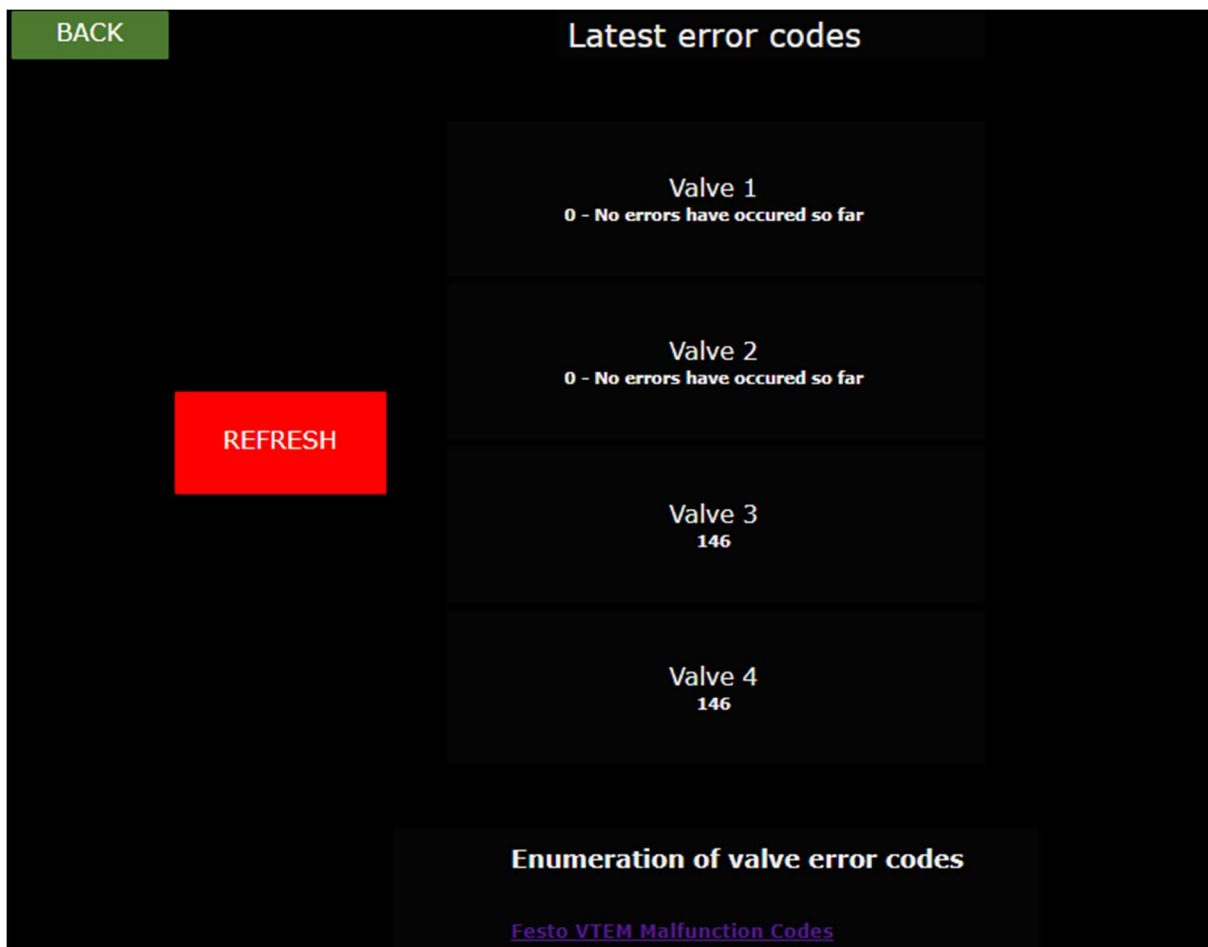 BACK
Latest error codes
Valve 1
0 - No errors have occured so far
Valve 2
0 - No errors have occured so far
REFRESH
Valve 3
146
Valve 4
146
Enumeration of valve error codes
Festo VTEM Malfunction Codes